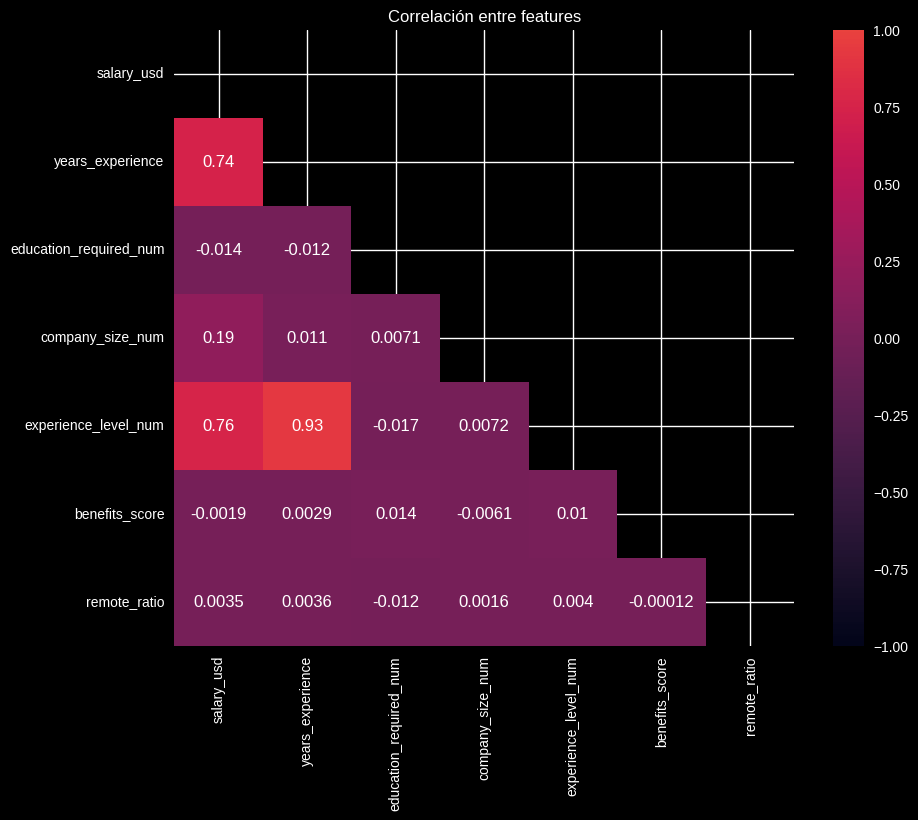 Correlación entre features
salary_usd
years_experience
0.74
education_required_num
-0.014
-0.012
company_size_num
0.19
0.011
0.0071
experience_level_num
0.76
0.93
-0.017
0.0072
benefits_score
-0.0019
0.0029
0.014
-0.0061
0.01
remote_ratio
0.0035
0.0036
-0.012
0.0016
0.004
-0.00012
salary_usd
years_experience
education_required_num
company_size_num
experience_level_num
benefits_score
remote_ratio
1.00
0.75
0.50
0.25
0.00
−0.25
−0.50
−0.75
−1.00